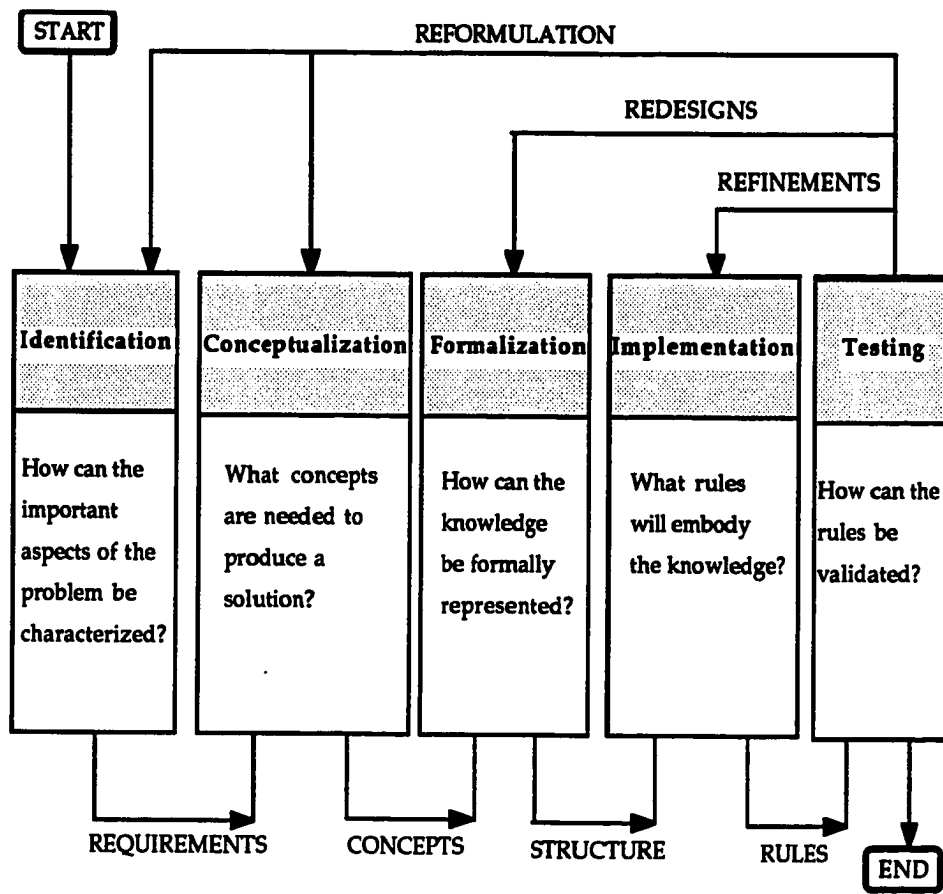 START
REFORMULATION
REDESIGNS
REFINEMENTS
Identification
Conceptualization
Formalization
Implementation
Testing
How can the
important
aspects of the
problem be
characterized?
What concepts
are needed to
produce a
solution?
How can the
knowledge
be formally
represented?
What rules
will embody
the knowledge?
How can the
rules be
validated?
REQUIREMENTS
CONCEPTS
STRUCTURE
RULES
END